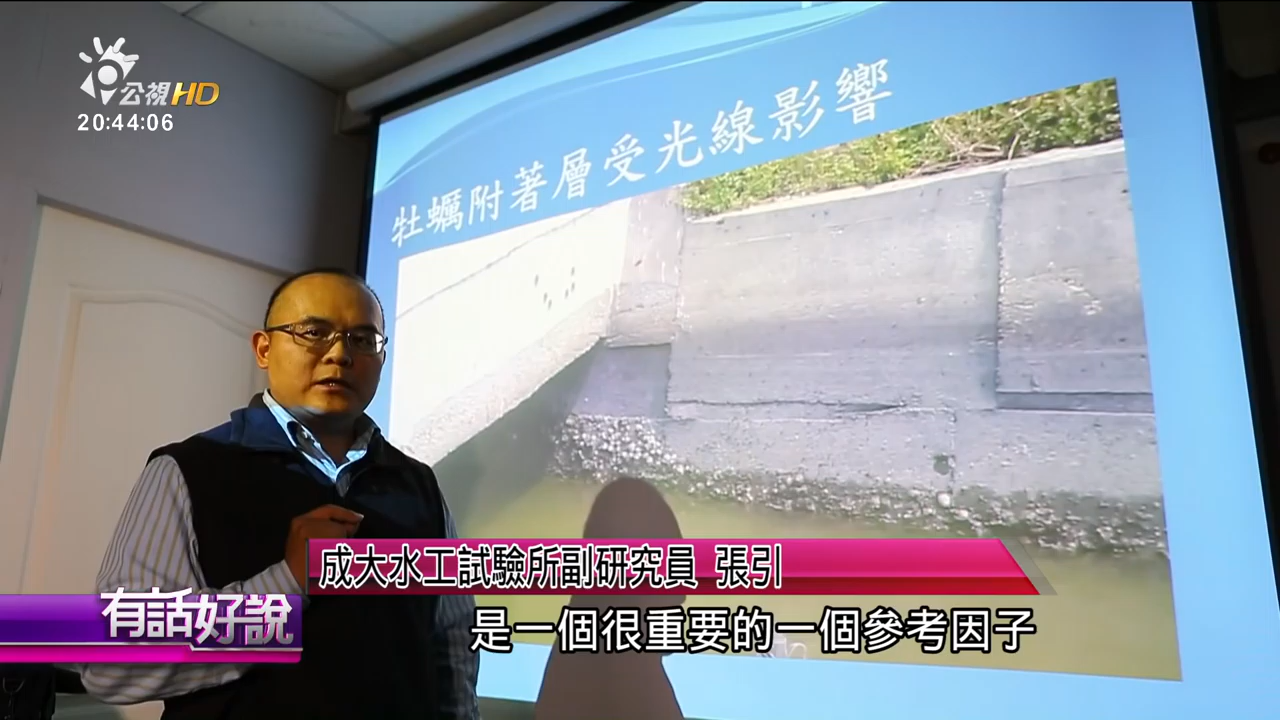 公視HD
20:44:06
牡蠣附著層受光線影響
成大水工試驗所副研究員 張引
有話好說
是一個很重要的一個參考因子